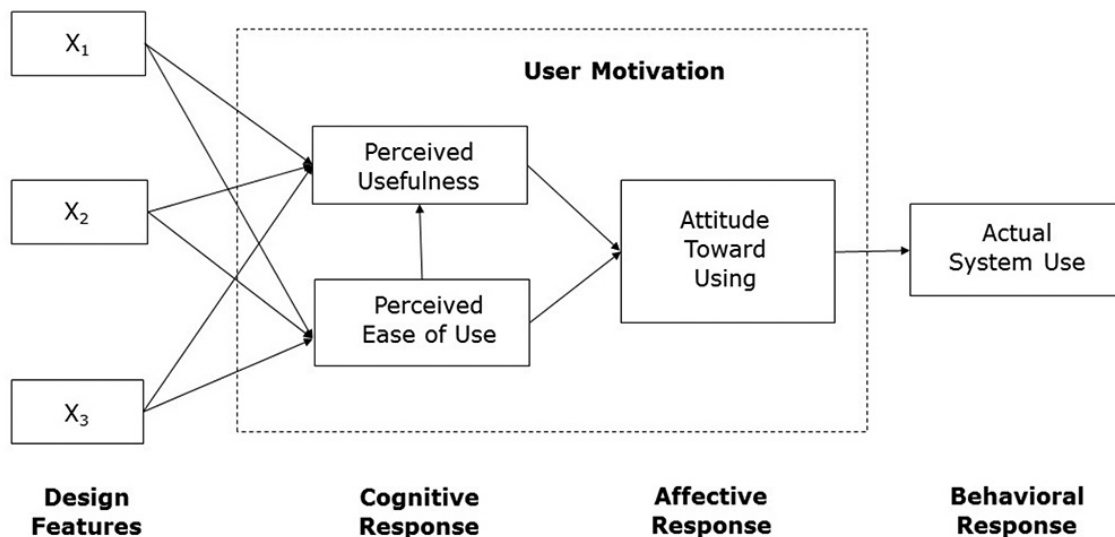 X₁
User Motivation
Perceived
Usefulness
X₂
Attitude
Toward
Using
Actual
System Use
Perceived
Ease of Use
X₃
Design
Features
Cognitive
Response
Affective
Response
Behavioral
Response